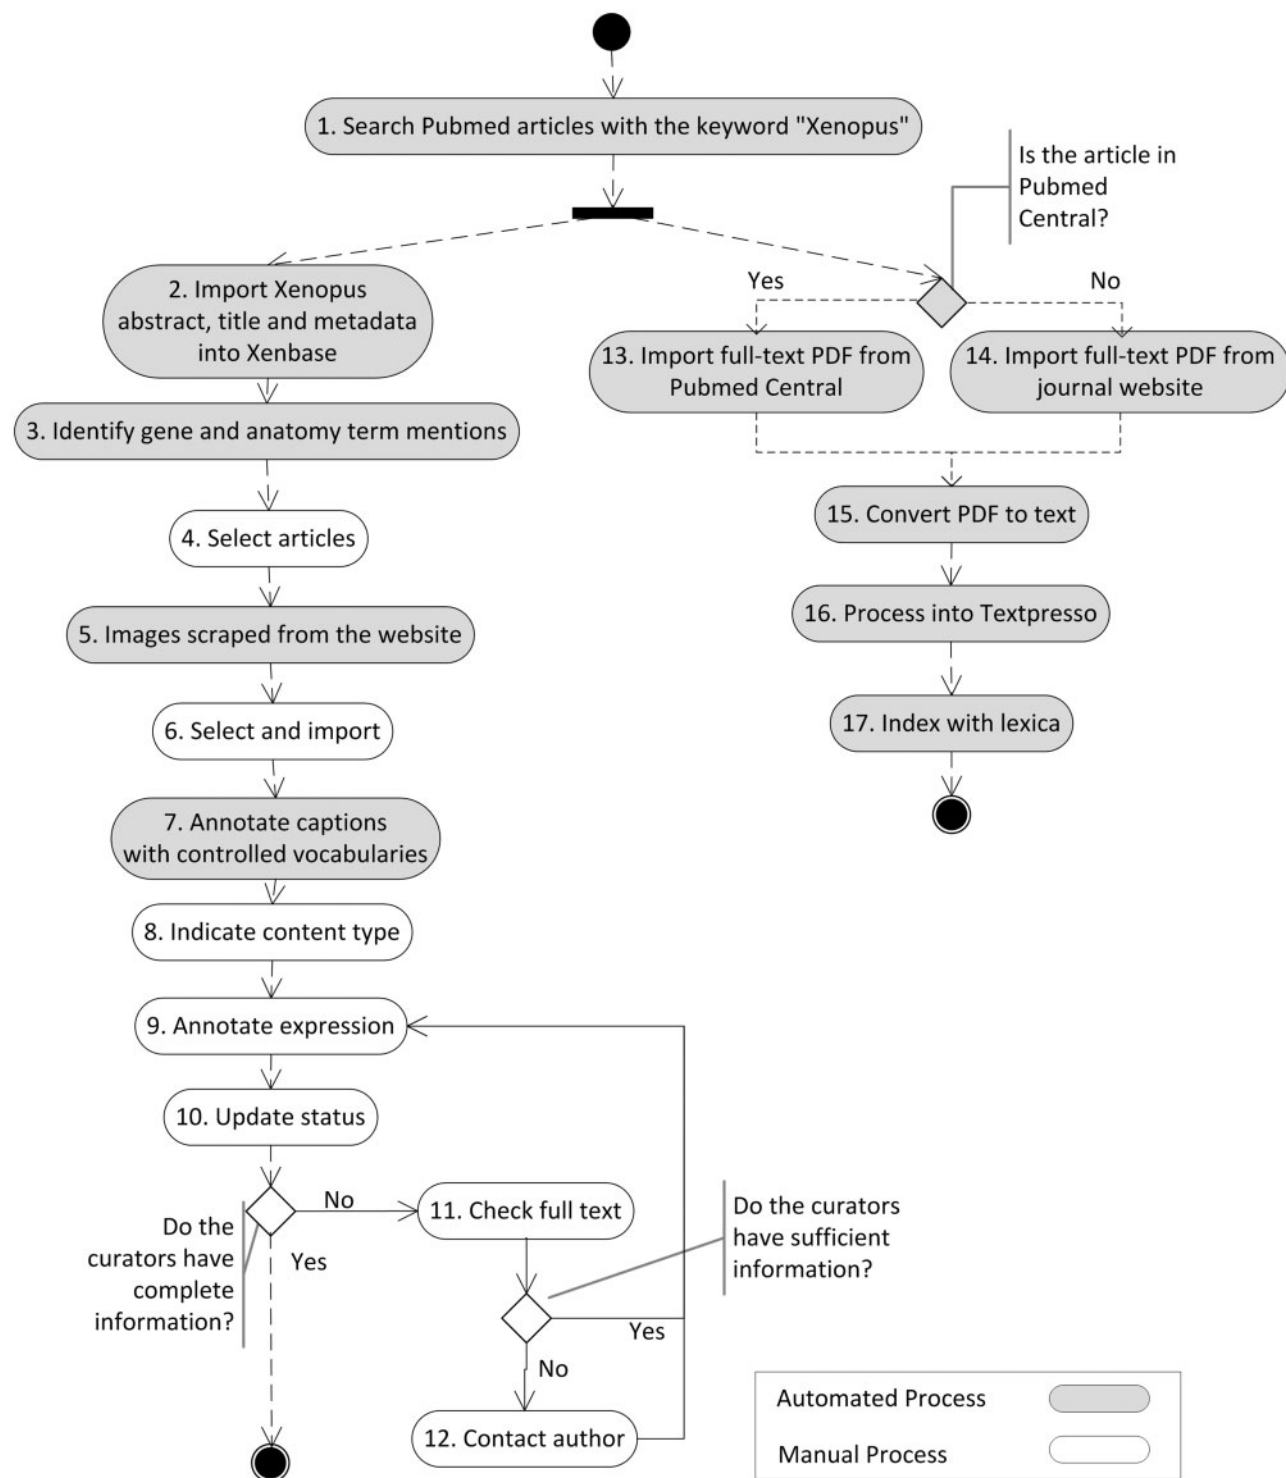 1. Search Pubmed articles with the keyword "Xenopus"
Is the article in
Pubmed
Central?
Yes
No
2. Import Xenopus
abstract, title and metadata
into Xenbase
13. Import full-text PDF from
Pubmed Central
14. Import full-text PDF from
journal website
3. Identify gene and anatomy term mentions
15. Convert PDF to text
4. Select articles
16. Process into Textpresso
5. Images scraped from the website
17. Index with lexica
6. Select and import
7. Annotate captions
with controlled vocabularies
8. Indicate content type
9. Annotate expression
10. Update status
No
11. Check full text
Do the curators
have sufficient
information?
Do the
curators have
complete
information?
Yes
Yes
No
12. Contact author
Automated Process
Manual Process